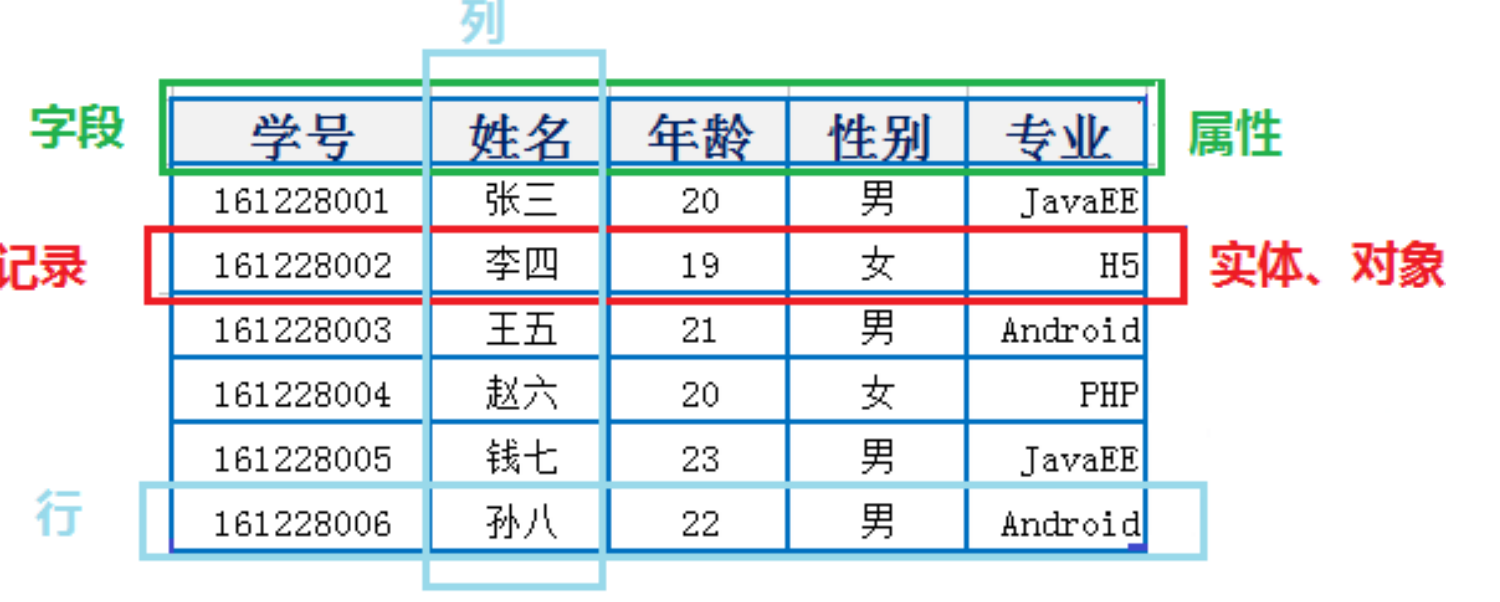 列
字段 学号 姓名 年龄 性别 专业 属性
161228001 张三 20 男 JavaEE
记录 161228002 李四 19 女 H5 实体、对象
161228003 王五 21 男 Android
161228004 赵六 20 女 PHP
161228005 钱七 23 男 JavaEE
行 161228006 孙八 22 男 Android